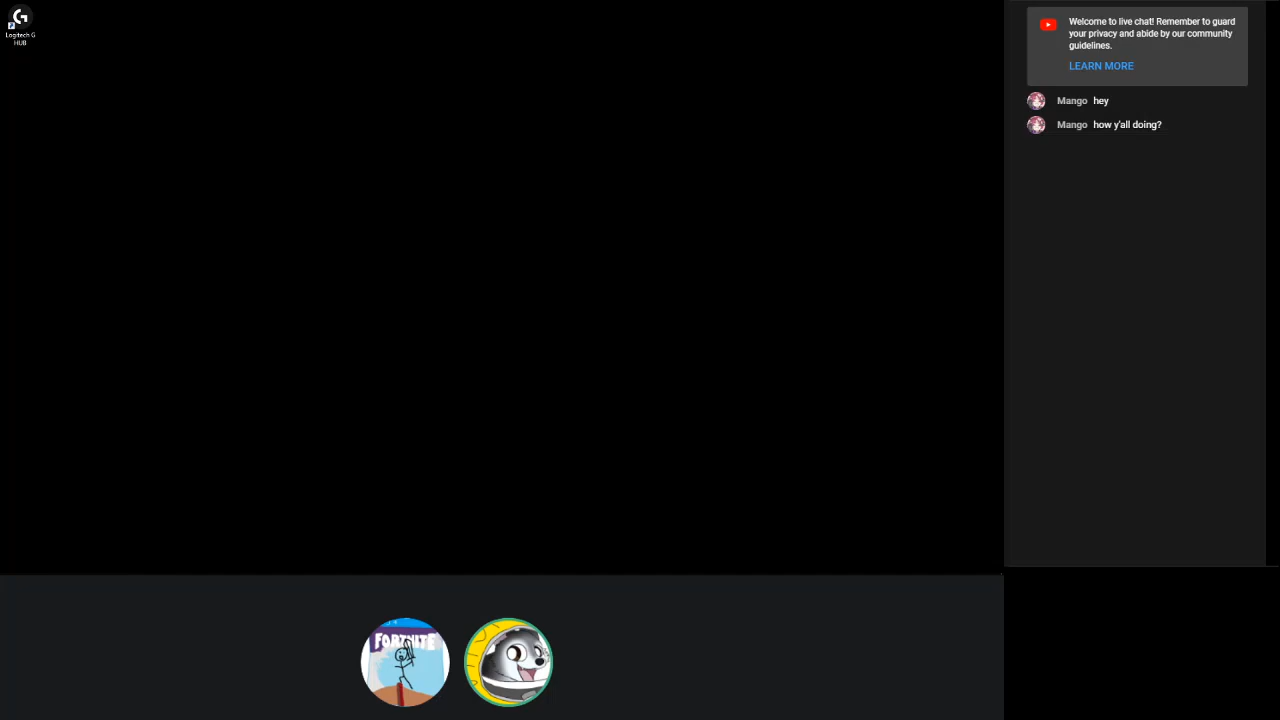 Logitech G
HUB
Welcome to live chat! Remember to guard
your privacy and abide by our community
guidelines.
LEARN MORE
Mango hey
Mango how y'all doing?
FORTNITE